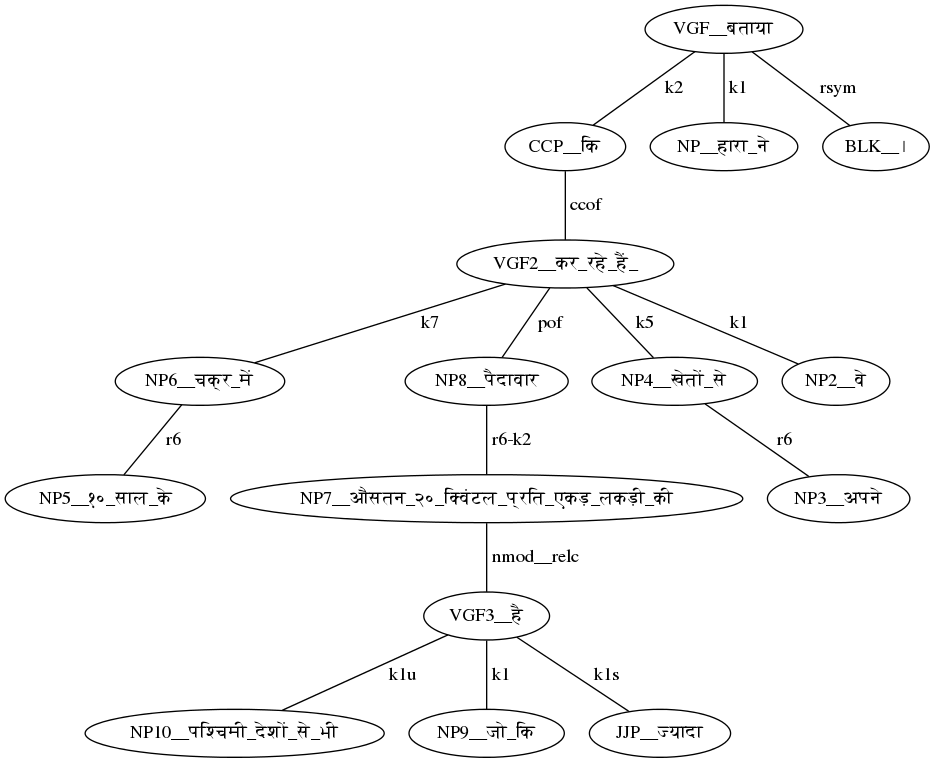 VGF__बताया
k2 k1 rsym
CCP__कि NP__हारा_ने BLK__।
ccof
VGF2__कर_रहे_हैं_
k7 pof k5 k1
NP6__चक्र_में NP8__पैदावार NP4__खेतों_से NP2__वे
r6 r6-k2 r6
NP5__१०_साल_के NP7__औसतन_२०_क्विंटल_प्रति_एकड़_लकड़ी_की NP3__अपने
nmod__relc
VGF3__है
k1u k1 k1s
NP10__पश्चिमी_देशों_से_भी NP9__जो_कि JJP__ज्यादा